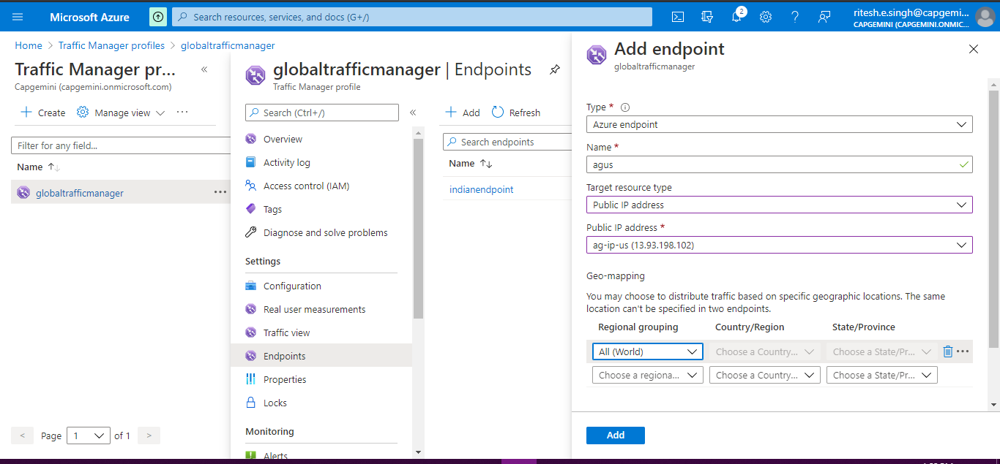 Microsoft Azure
Search resources, services, and docs (G+/)
2
ritesh.e.singh@capgemini...
CAPGEMINI (CAPGEMINI.ONMIC...
Home > Traffic Manager profiles > globaltrafficmanager
Traffic Manager pr...
Capgemini (capgemini.onmicrosoft.com)
Create
Manage view
Filter for any field...
Name
globaltrafficmanager
< Page 1 of 1 >
globaltrafficmanager | Endpoints
Traffic Manager profile
Search (Ctrl+/)
Overview
Activity log
Access control (IAM)
Tags
Diagnose and solve problems
Settings
Configuration
Real user measurements
Traffic view
Endpoints
Properties
Locks
Monitoring
Alerts
Add
Refresh
Search endpoints
Name
indianendpoint
Add endpoint
globaltrafficmanager
Type *
Azure endpoint
Name *
agus
Target resource type
Public IP address
Public IP address *
ag-ip-us (13.93.198.102)
Geo-mapping
You may choose to distribute traffic based on specific geographic locations. The same
location can't be specified in two endpoints.
Regional grouping Country/Region State/Province
All (World) Choose a Country... Choose a State/Pr...
Choose a regiona... Choose a Country... Choose a State/Pr...
Add